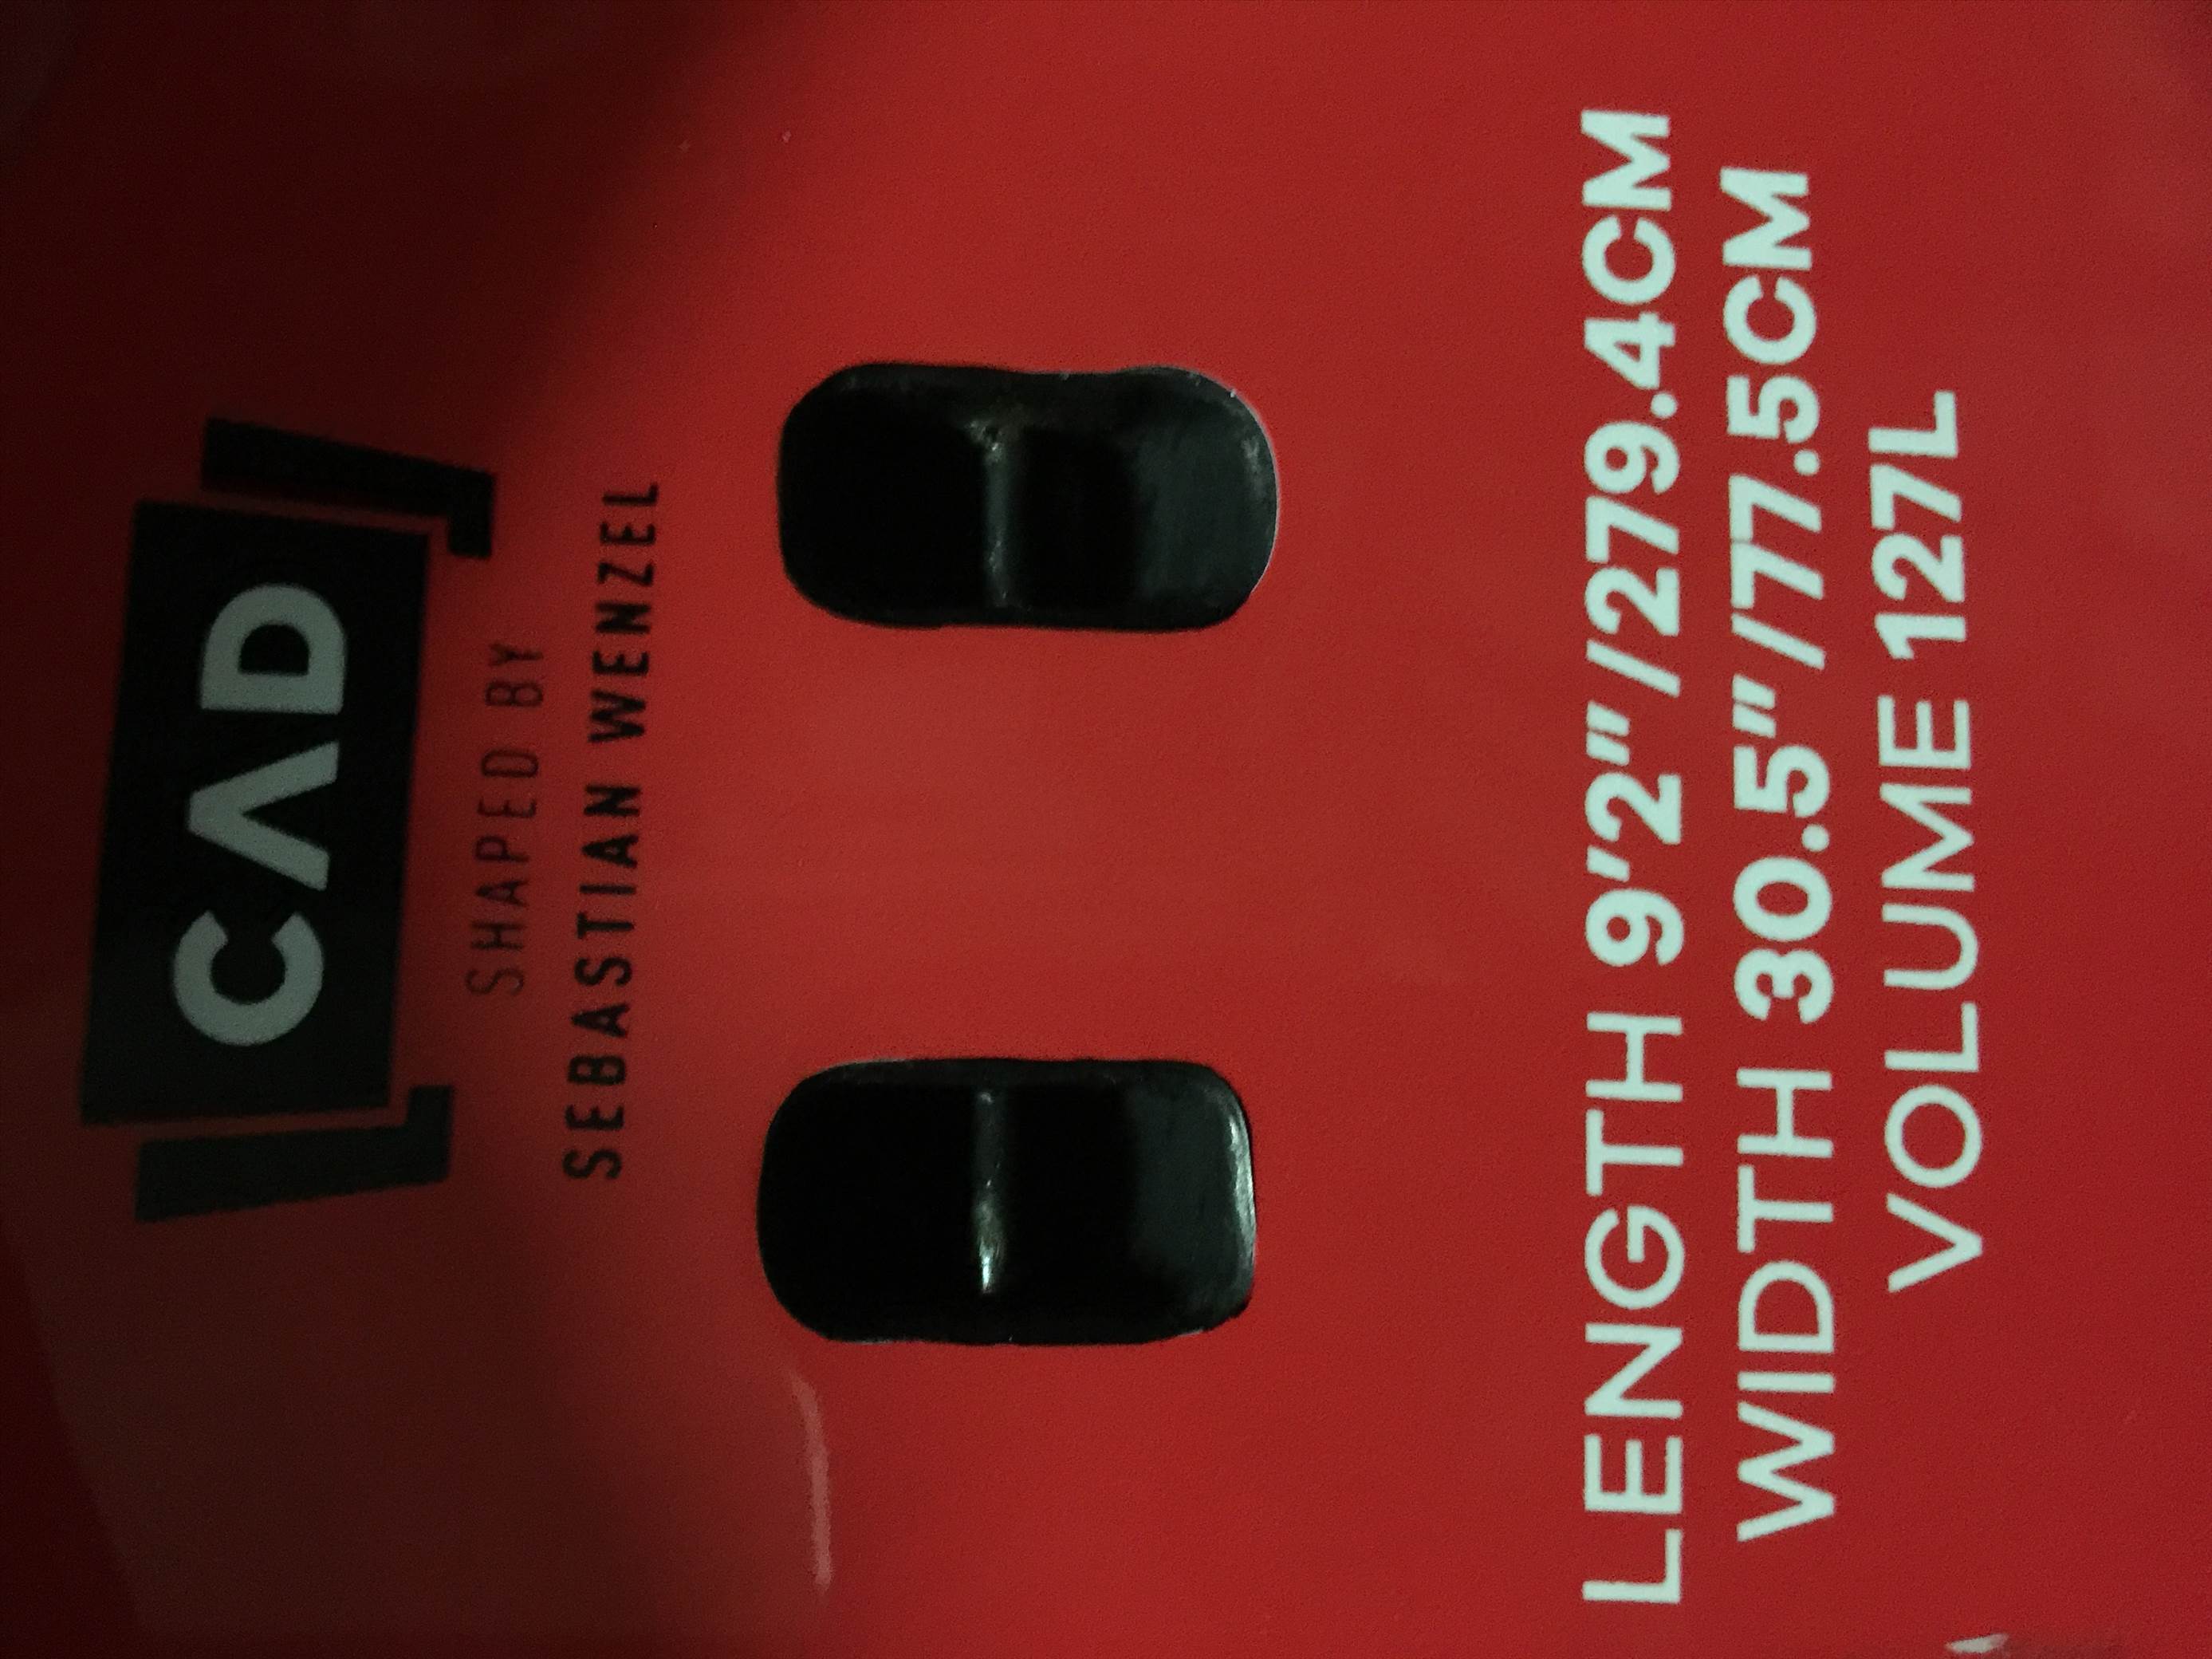 CAD
SHAPED BY
SEBASTIAN WENZEL
LENGTH 9'2"/279.4CM
WIDTH 30.5"/77.5CM
VOLUME 127L